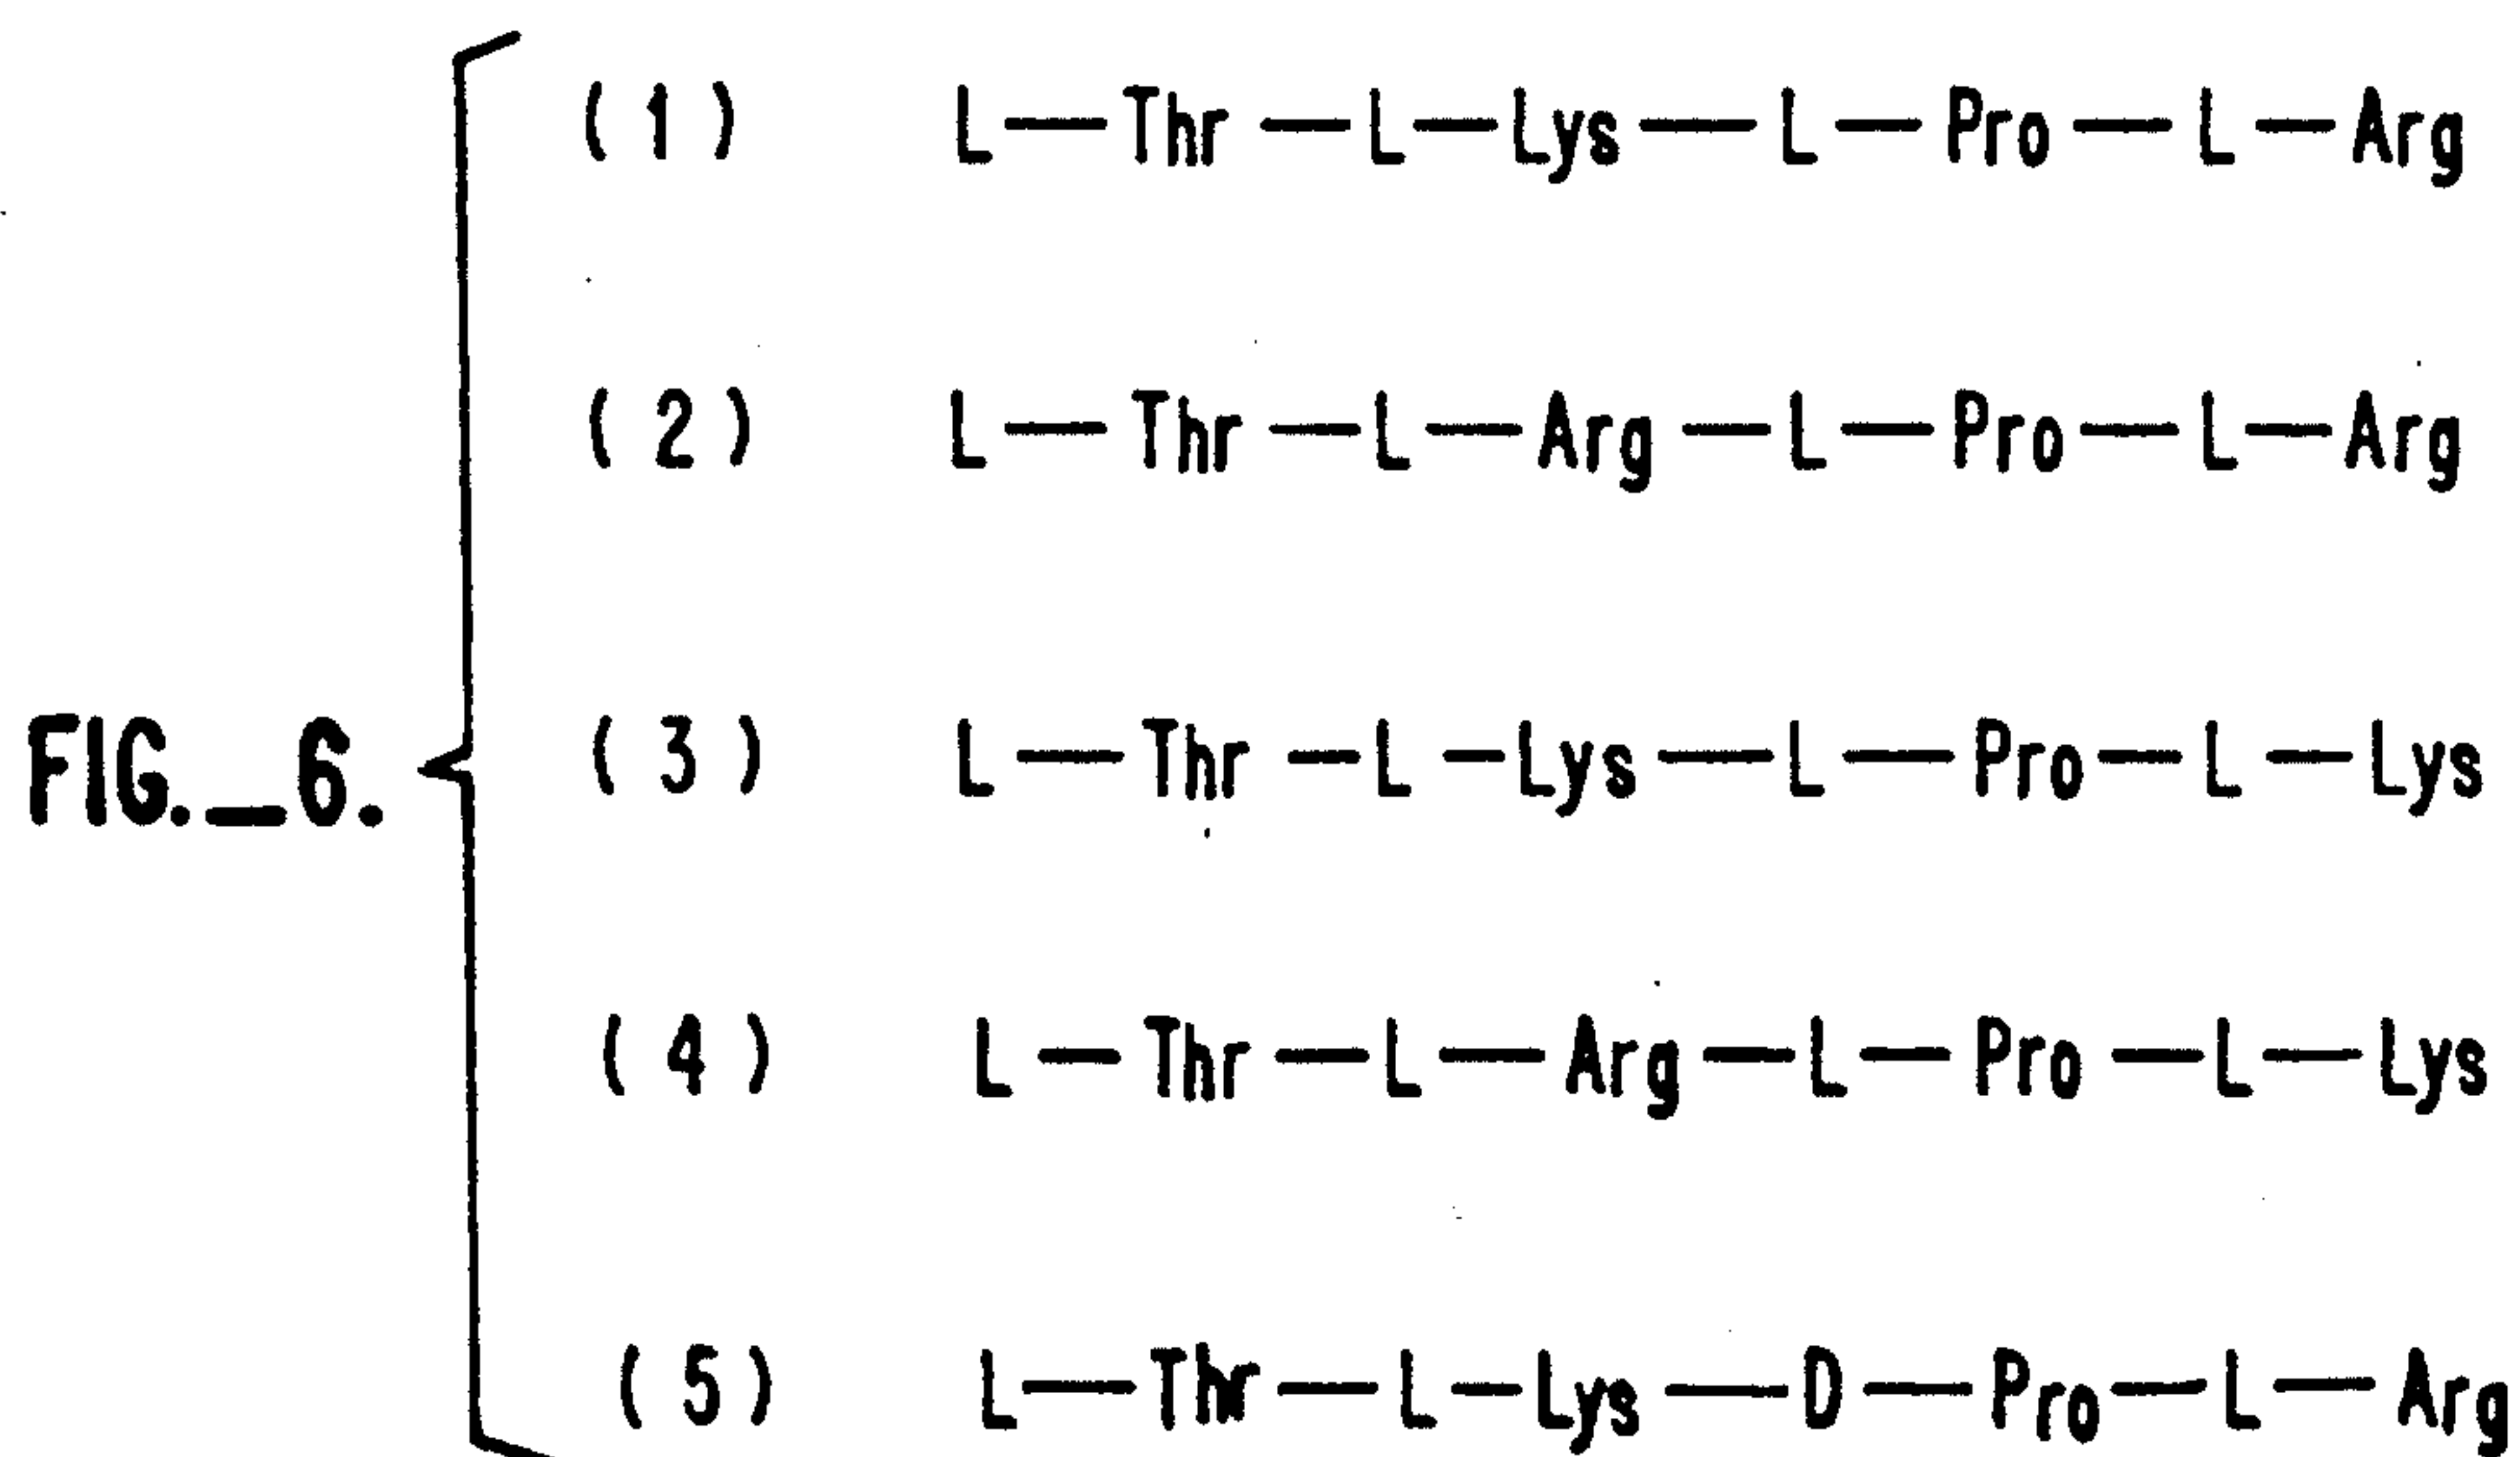 (1) L—Thr—L—Lys—L—Pro—L—Arg
(2) L—Thr—L—Arg—L—Pro—L—Arg
FIG._6. (3) L—Thr—L—Lys—L—Pro—L—Lys
(4) L—Thr—L—Arg—L—Pro—L—Lys
(5) L—Thr—L—Lys—D—Pro—L—Arg